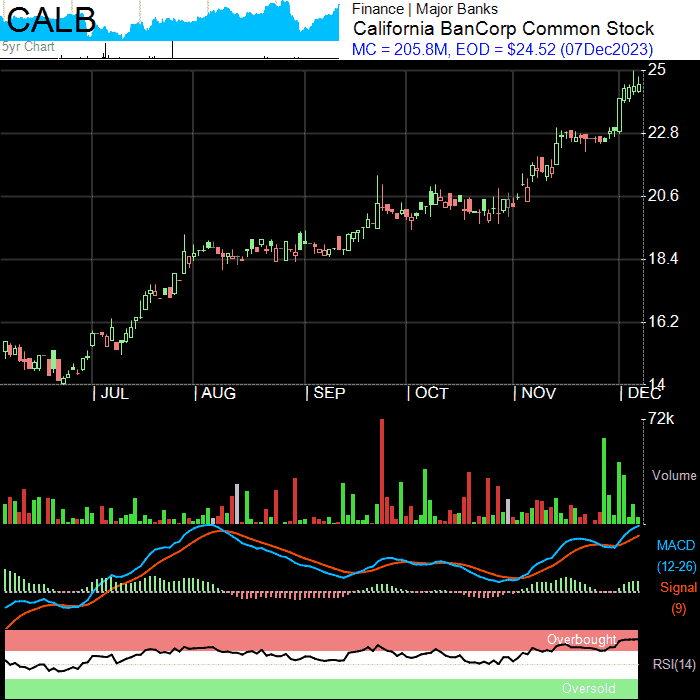 CALB
5yr Chart
Finance | Major Banks
California BanCorp Common Stock
MC = 205.8M, EOD = $24.52 (07Dec2023)
25
22.8
20.6
18.4
16.2
14
JUL AUG SEP OCT NOV DEC
72k
Volume
MACD
(12-26)
Signal
(9)
Overbought
RSI(14)
Oversold